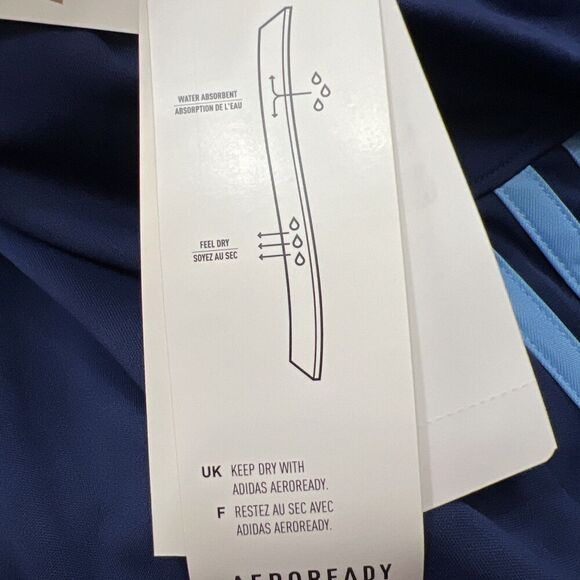 WATER ABSORBENT
ABSORPTION DE L'EAU
FEEL DRY
SOYEZ AU SEC
UK KEEP DRY WITH
ADIDAS AEROREADY.
F RESTEZ AU SEC AVEC
ADIDAS AEROREADY.
AEROREADY